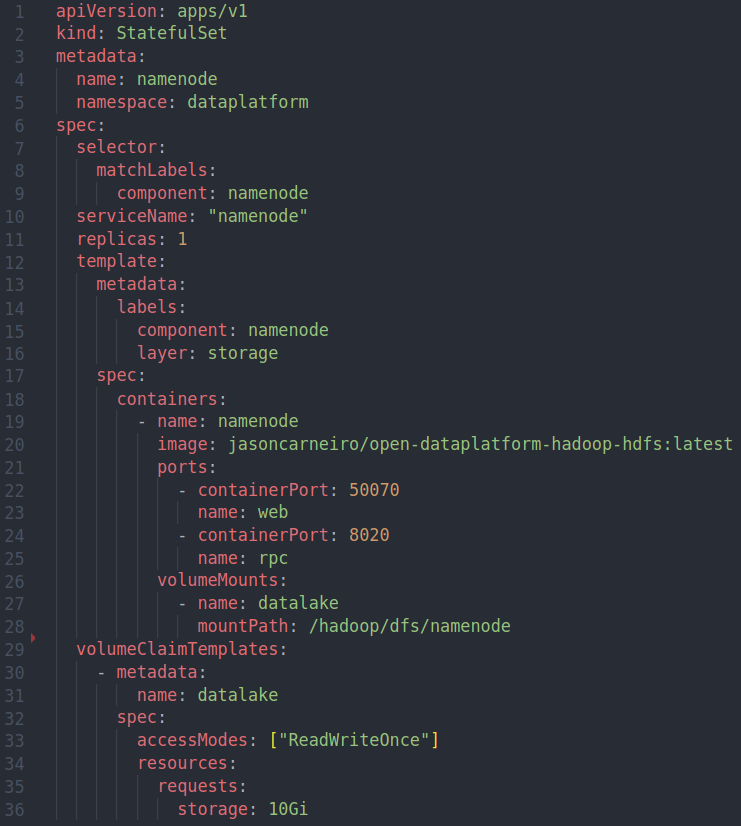 1 apiVersion: apps/v1
2 kind: StatefulSet
3 metadata:
4   name: namenode
5   namespace: dataplatform
6 spec:
7   selector:
8     matchLabels:
9       component: namenode
10   serviceName: "namenode"
11   replicas: 1
12   template:
13     metadata:
14       labels:
15         component: namenode
16         layer: storage
17     spec:
18       containers:
19         - name: namenode
20           image: jasoncarneiro/open-dataplatform-hadoop-hdfs:latest
21           ports:
22             - containerPort: 50070
23               name: web
24             - containerPort: 8020
25               name: rpc
26           volumeMounts:
27             - name: datalake
28               mountPath: /hadoop/dfs/namenode
29   volumeClaimTemplates:
30     - metadata:
31         name: datalake
32       spec:
33         accessModes: ["ReadWriteOnce"]
34         resources:
35           requests:
36             storage: 10Gi